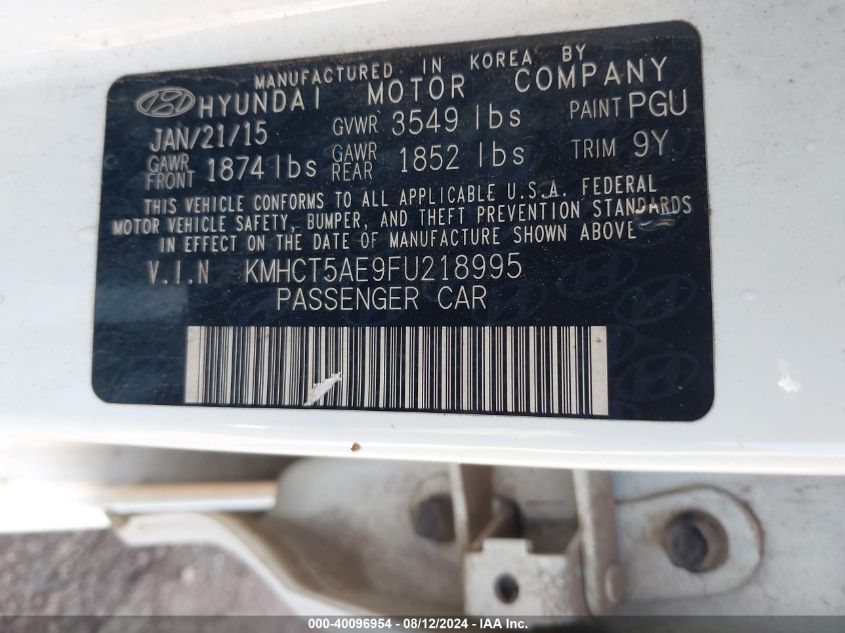 MANUFACTURED IN KOREA BY
HYUNDAI MOTOR COMPANY
JAN/21/15 GVWR 3549 lbs PAINT PGU
GAWR FRONT 1874 lbs GAWR REAR 1852 lbs TRIM 9Y
THIS VEHICLE CONFORMS TO ALL APPLICABLE U.S.A. FEDERAL
MOTOR VEHICLE SAFETY, BUMPER, AND THEFT PREVENTION STANDARDS
IN EFFECT ON THE DATE OF MANUFACTURE SHOWN ABOVE
V.I.N KMHCT5AE9FU218995
PASSENGER CAR
000-40096954 - 08/12/2024 - IAA Inc.